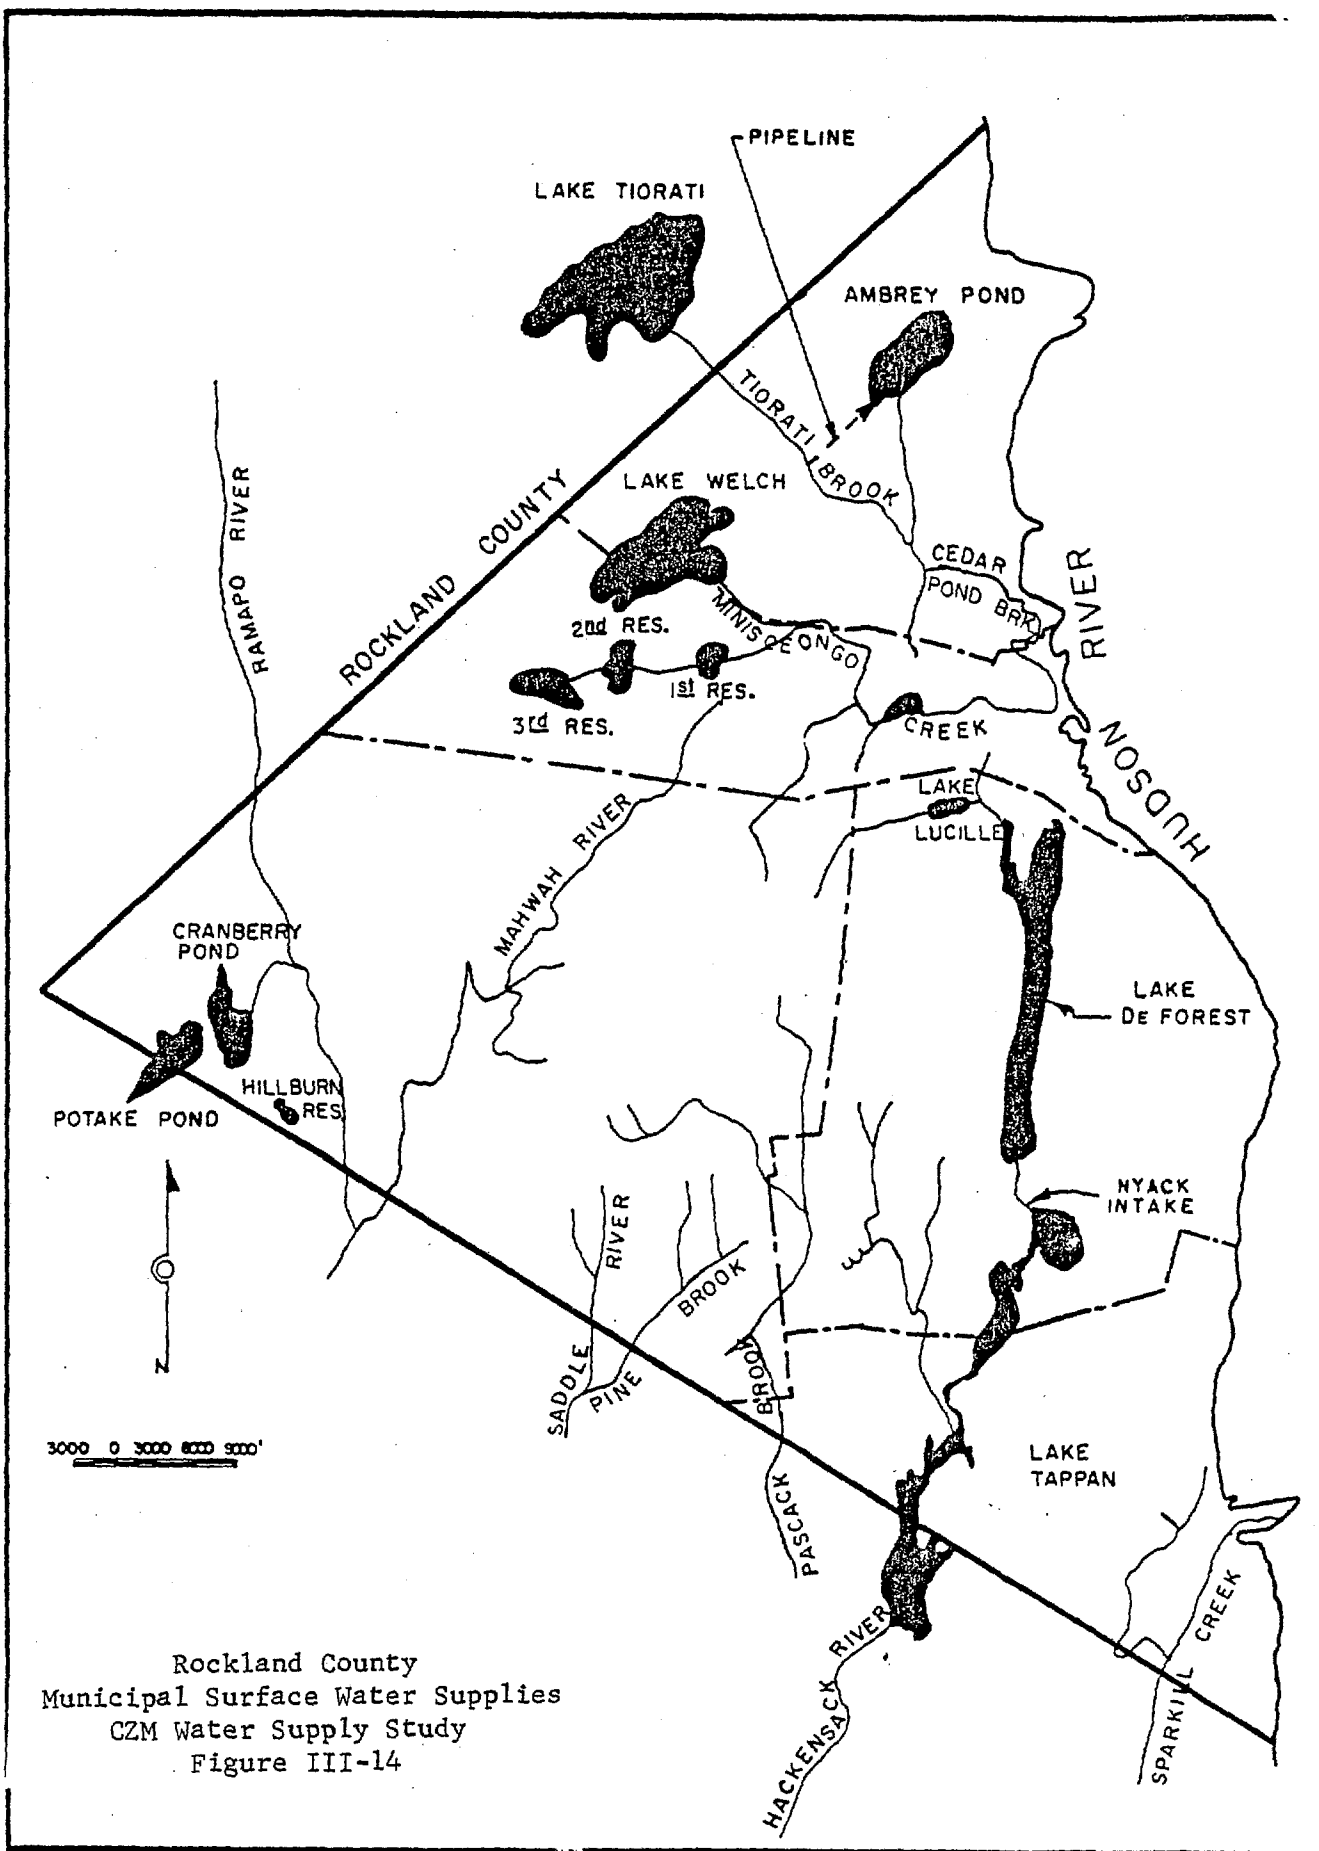 PIPELINE
LAKE TIORATI
AMBREY POND
TIORATI
BROOK
RAMAPO RIVER
ROCKLAND COUNTY
LAKE WELCH
CEDAR
POND BRK.
HUDSON
RIVER
MINISCEONGO
CREEK
2nd RES.
1st RES.
3rd RES.
LAKE
LUCILLE
MAHWAH RIVER
CRANBERRY
POND
LAKE
De FOREST
HILLBURN
RES.
POTAKE POND
NYACK
INTAKE
SADDLE RIVER
PINE BROOK
PASCACK BROOK
N
3000 0 3000 6000 9000'
LAKE
TAPPAN
HACKENSACK RIVER
SPARKILL CREEK
Rockland County
Municipal Surface Water Supplies
CZM Water Supply Study
Figure III-14